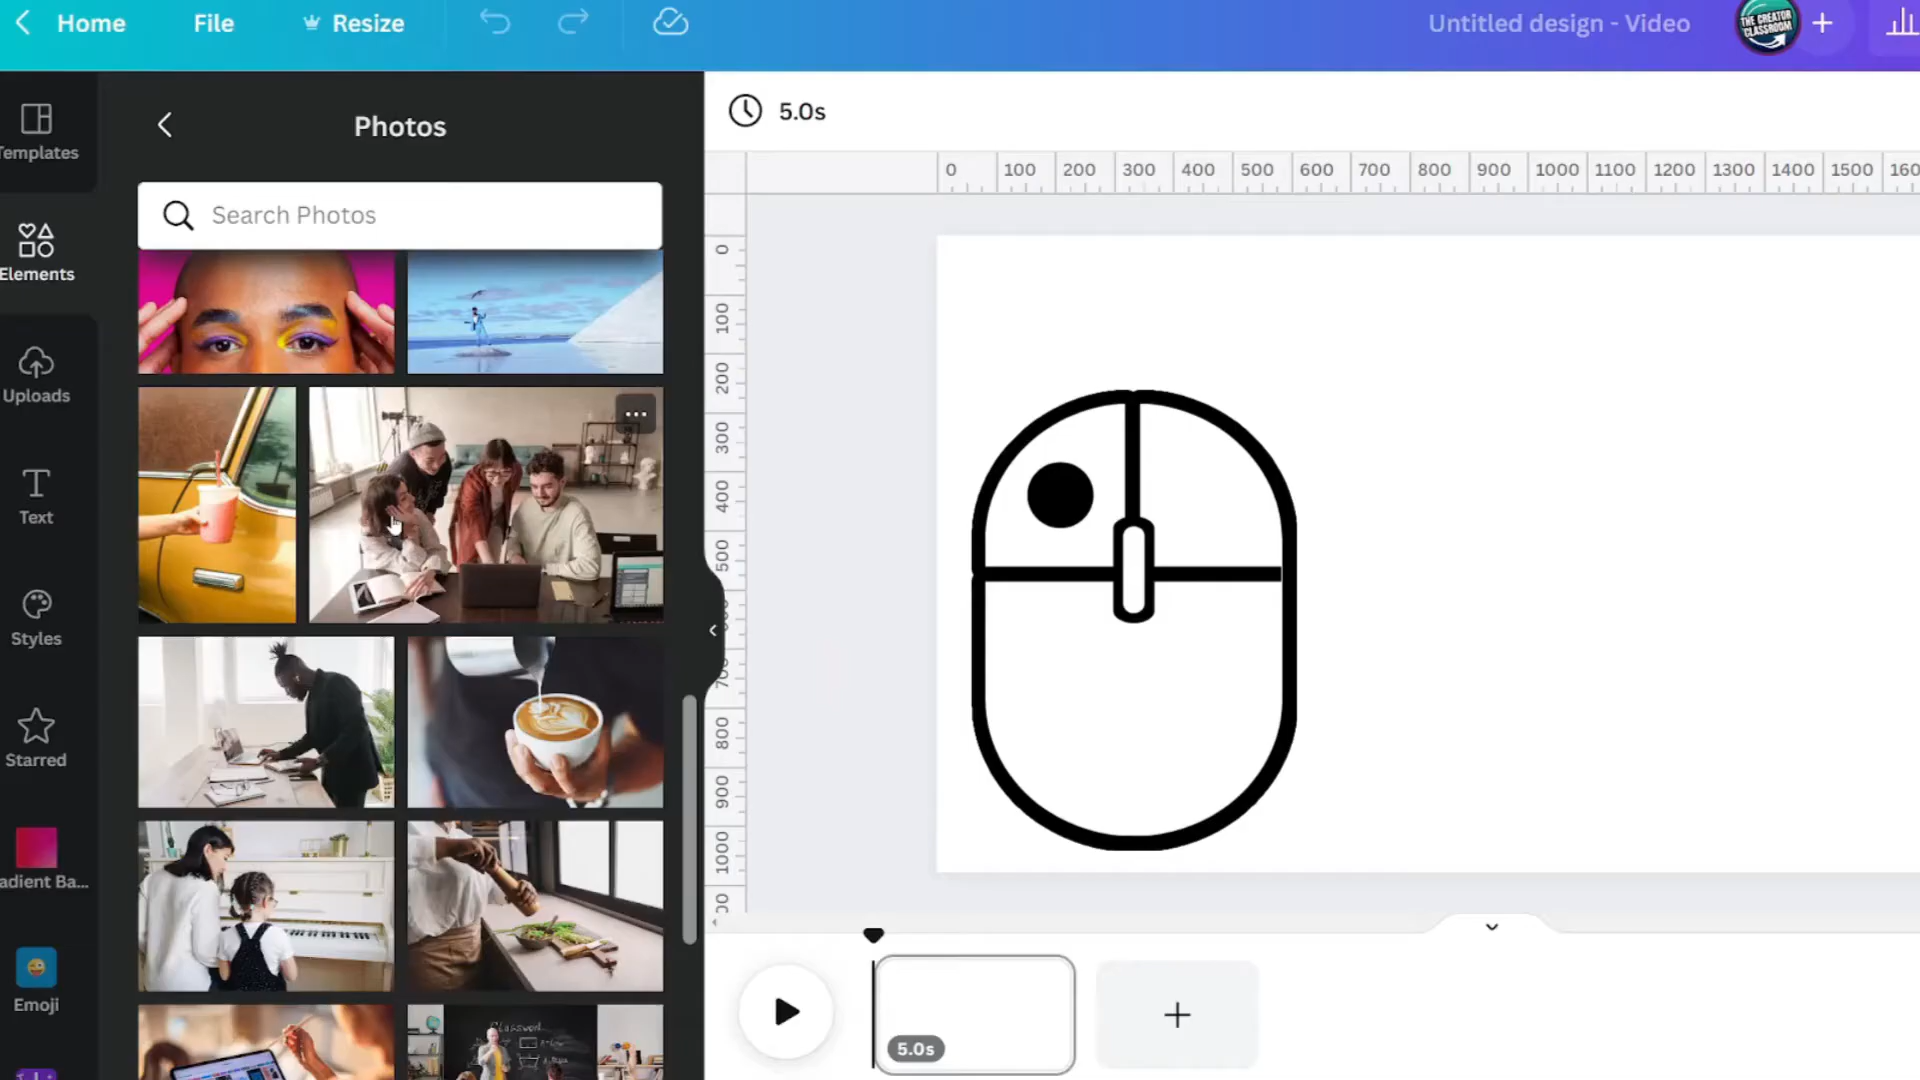 Home
File
Resize
Untitled design - Video
THE CREATOR
CLASSROOM
Templates
Photos
5.0s
Search Photos
0 100 200 300 400 500 600 700 800 900 1000 1100 1200 1300 1400 1500 160
Elements
Uploads
Text
Styles
Starred
adient Ba...
Emoji
0
100
200
300
400
500
700
800
900
1000
00
Classwork
5.0s